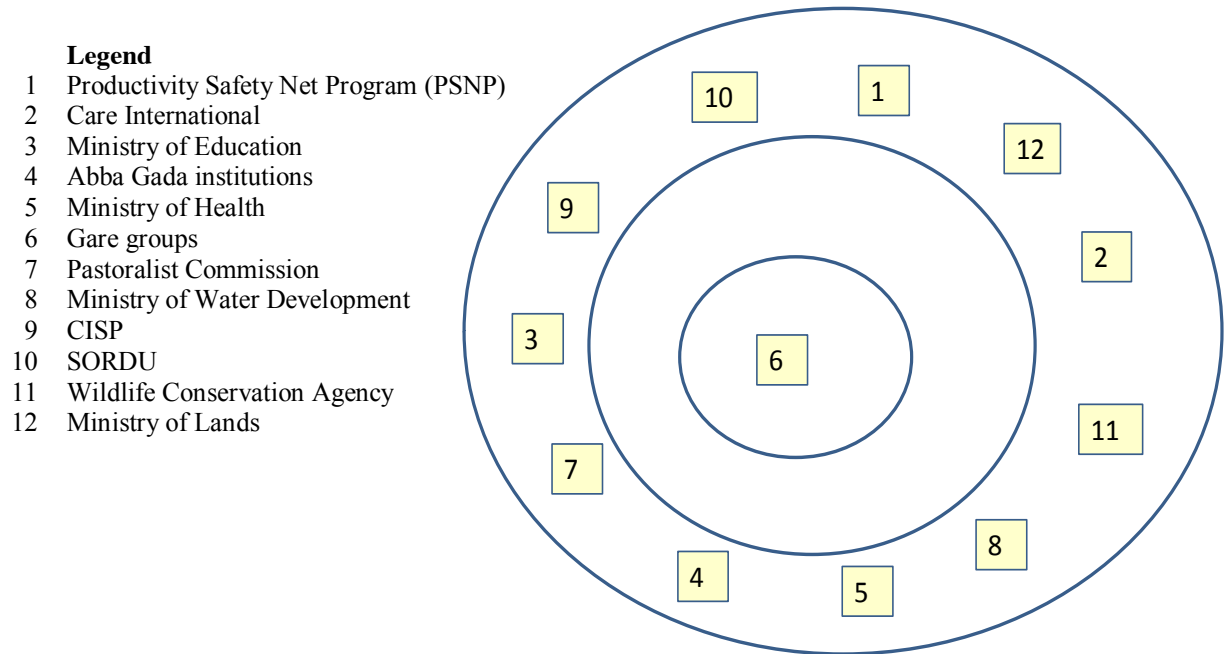 Legend
1 Productivity Safety Net Program (PSNP)
2 Care International
3 Ministry of Education
4 Abba Gada institutions
5 Ministry of Health
6 Gare groups
7 Pastoralist Commission
8 Ministry of Water Development
9 CISP
10 SORDU
11 Wildlife Conservation Agency
12 Ministry of Lands
10
1
12
9
2
3
6
11
7
8
4
5